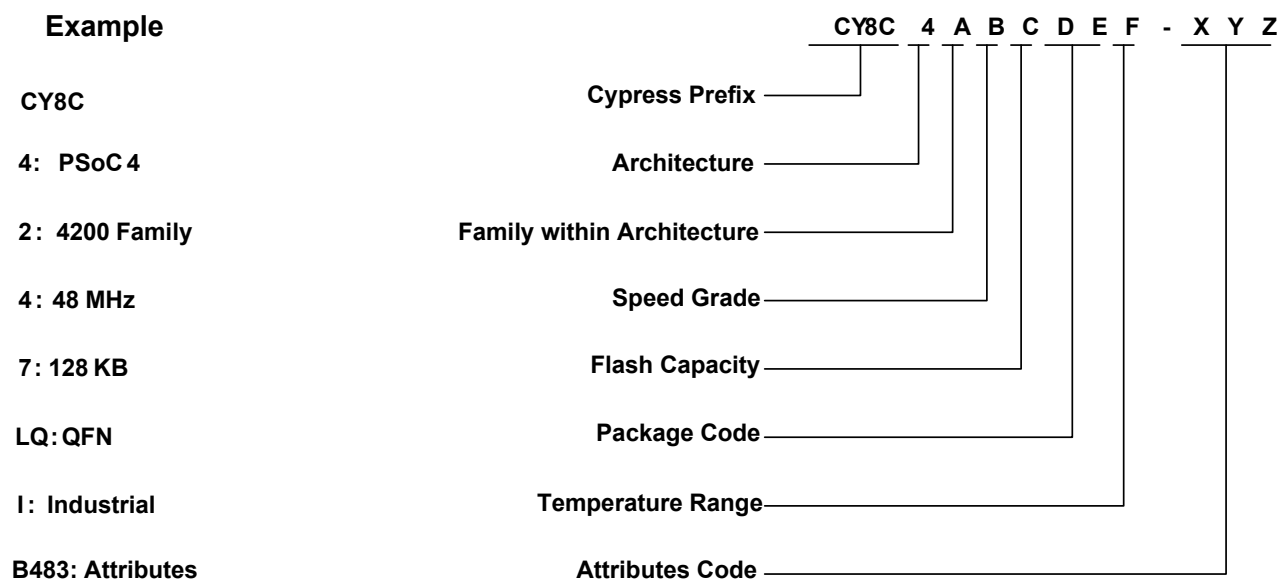 Example CY8C 4 A B C D E F - X Y Z
CY8C Cypress Prefix
4: PSoC 4 Architecture
2: 4200 Family Family within Architecture
4: 48 MHz Speed Grade
7: 128 KB Flash Capacity
LQ: QFN Package Code
I: Industrial Temperature Range
B483: Attributes Attributes Code